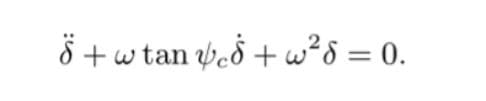 δ̈ + ω tan ψ_c δ̇ + ω²δ = 0.